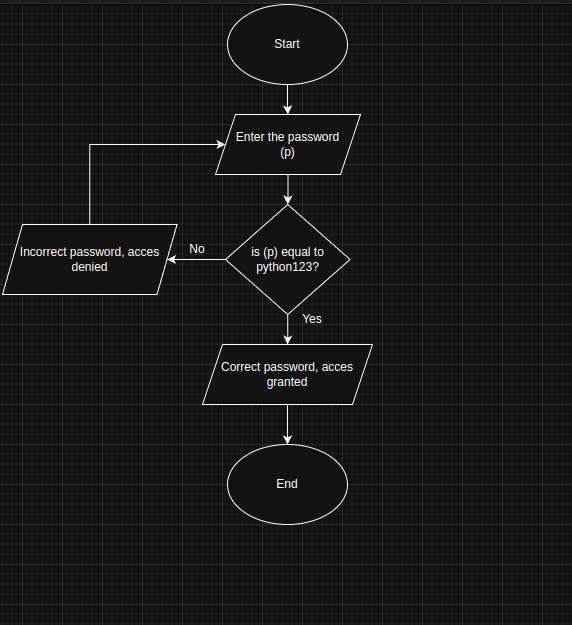 Start
Enter the password
(p)
Incorrect password, acces
denied
No
is (p) equal to
python123?
Yes
Correct password, acces
granted
End